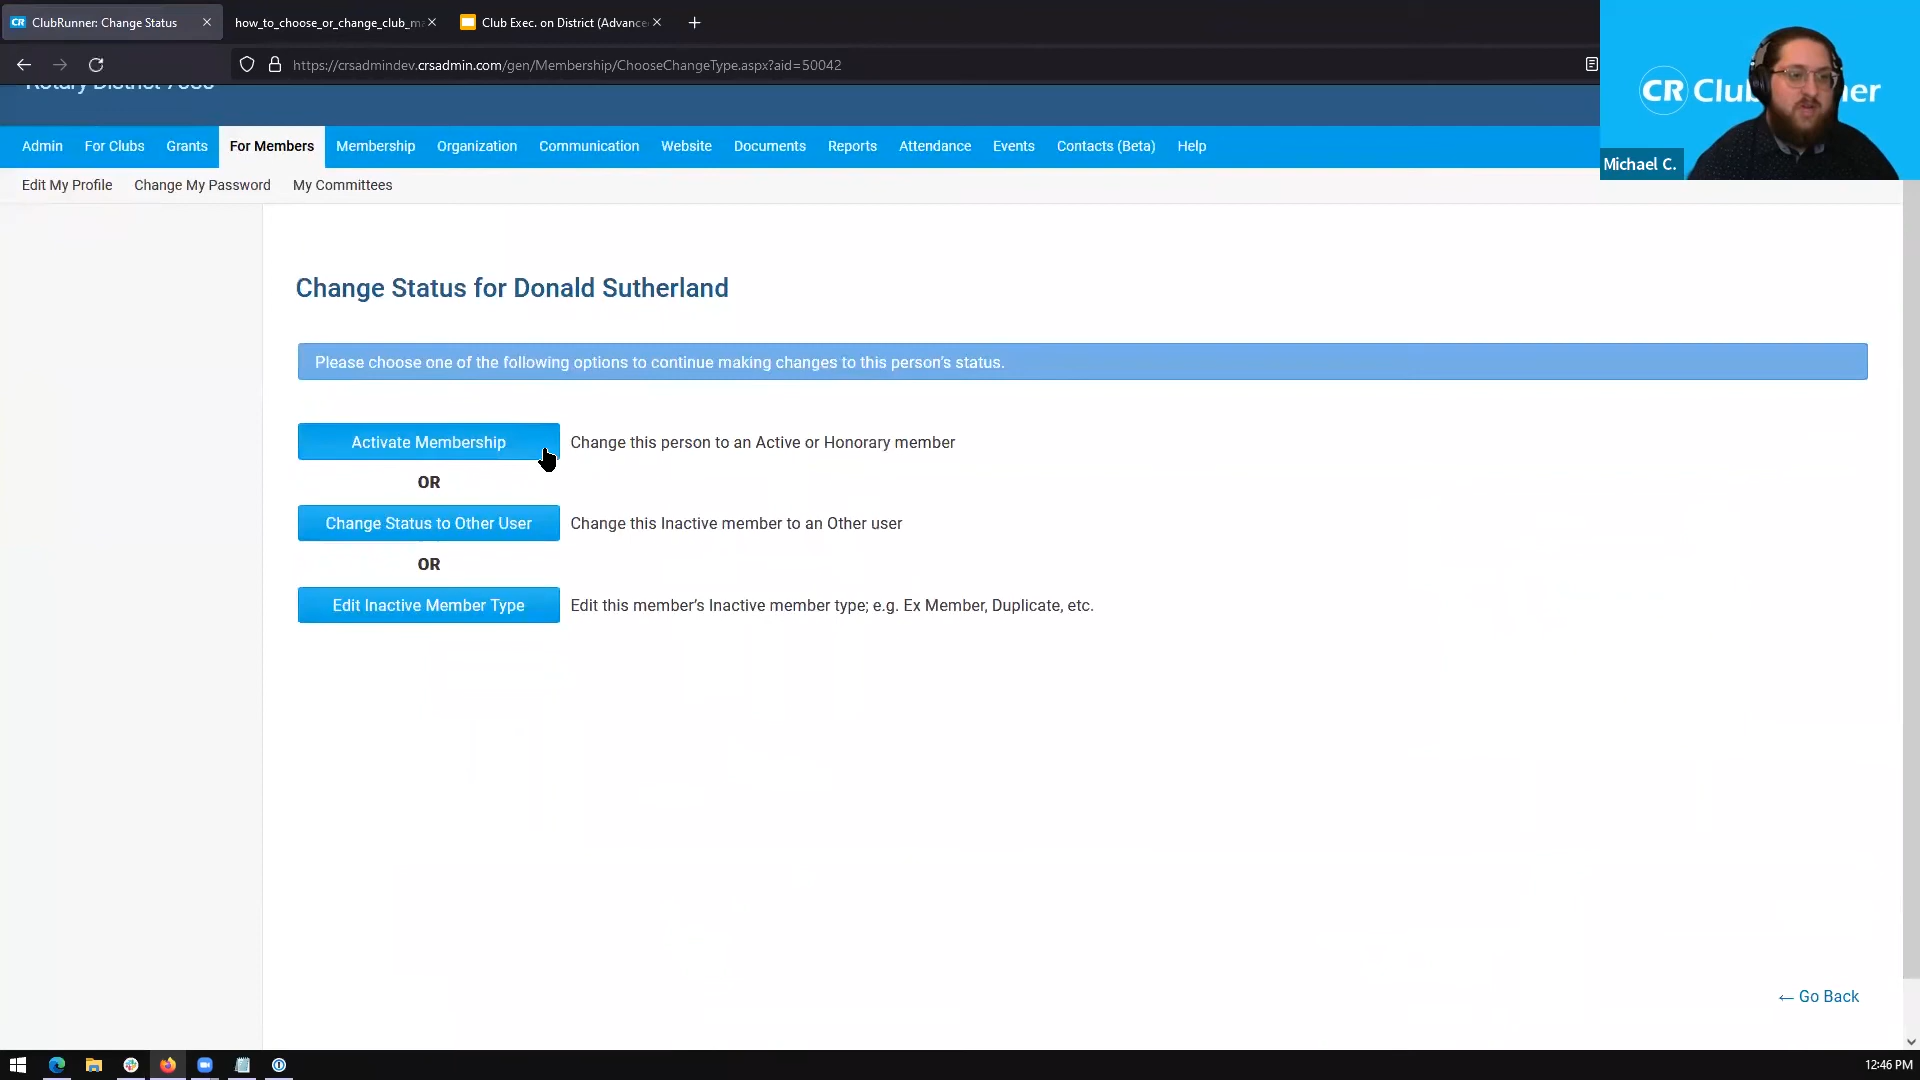 ClubRunner: Change Status
how_to_choose_or_change_club_m
Club Exec. on District (Advance
https://crsadmindev.crsadmin.com/gen/Membership/ChooseChangeType.aspx?aid=50042
CR Clu er
Michael C.
Rotary District
Admin For Clubs Grants For Members Membership Organization Communication Website Documents Reports Attendance Events Contacts (Beta) Help
Edit My Profile Change My Password My Committees
Change Status for Donald Sutherland
Please choose one of the following options to continue making changes to this person's status.
Activate Membership Change this person to an Active or Honorary member
OR
Change Status to Other User Change this Inactive member to an Other user
OR
Edit Inactive Member Type Edit this member's Inactive member type; e.g. Ex Member, Duplicate, etc.
← Go Back
12:46 PM